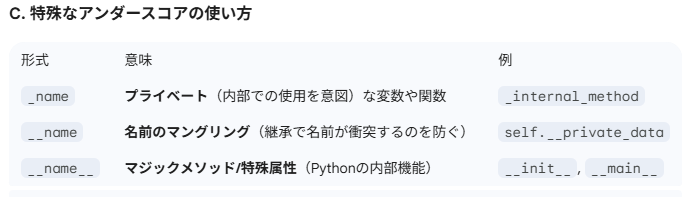 C. 特殊なアンダースコアの使い方
形式 意味 例
_name プライベート（内部での使用を意図）な変数や関数 _internal_method
__name 名前のマングリング（継承で名前が衝突するのを防ぐ） self.__private_data
__name__ マジックメソッド/特殊属性（Pythonの内部機能） __init__ , __main__